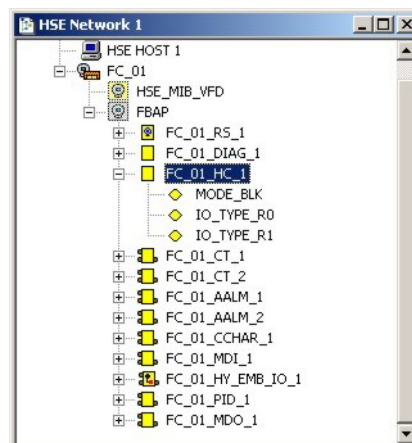 HSE Network 1
HSE HOST 1
FC_01
HSE_MIB_VFD
FBAP
FC_01_RS_1
FC_01_DIAG_1
FC_01_HC_1
MODE_BLK
IO_TYPE_R0
IO_TYPE_R1
FC_01_CT_1
FC_01_CT_2
FC_01_AALM_1
FC_01_AALM_2
FC_01_CCHAR_1
FC_01_MDI_1
FC_01_HY_EMB_IO_1
FC_01_PID_1
FC_01_MDO_1